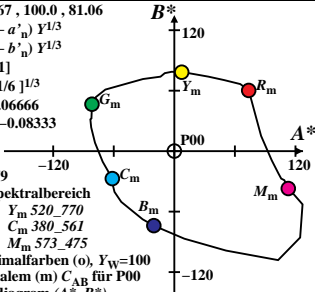 67 , 100.0 , 81.06
– a'n) Y1/3
– b'n) Y1/3
1]
1/6 ]1/3
06666
–0.08333
9
pektralbereich
Ym 520_770
Cm 380_561
Mm 573_475
imalfarben (o), YW=100
alem (m) CAB für P00
B*
120
Ym
Rm
Gm
P00
A*
–120
120
Cm
Mm
Bm
–120